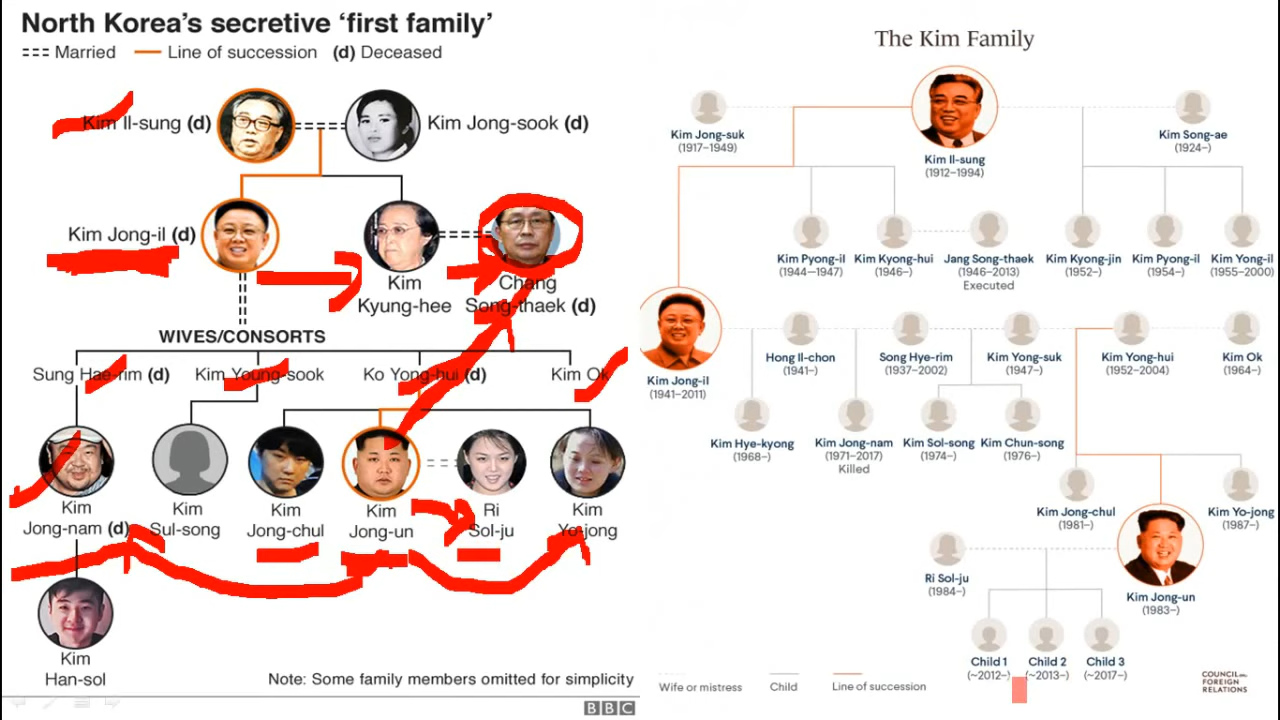 North Korea's secretive 'first family'
Married
Line of succession
(d) Deceased
Kim Il-sung (d)
Kim Jong-sook (d)
Kim Jong-il (d)
Kim
Kyung-hee
Chang
Song-thaek (d)
WIVES/CONSORTS
Sung Hae-rim (d)
Kim Young-sook
Ko Yong-hui (d)
Kim Ok
Kim
Jong-nam (d)
Kim
Sul-song
Kim
Jong-chul
Kim
Jong-un
Ri
Sol-ju
Kim
Yo-jong
Kim
Han-sol
Note: Some family members omitted for simplicity
BBC
The Kim Family
Kim Jong-suk
(1917–1949)
Kim Il-sung
(1912–1994)
Kim Song-ae
(1924–)
Kim Pyong-il
(1944–1947)
Kim Kyong-hui
(1946–)
Jang Song-thaek
(1946–2013)
Executed
Kim Kyong-jin
(1952–)
Kim Pyong-il
(1954–)
Kim Yong-il
(1955–2000)
Kim Jong-il
(1941–2011)
Hong Il-chon
(1941–)
Song Hye-rim
(1937–2002)
Kim Yong-suk
(1947–)
Kim Yong-hui
(1952–2004)
Kim Ok
(1964–)
Kim Hye-kyong
(1968–)
Kim Jong-nam
(1971–2017)
Killed
Kim Sol-song
(1974–)
Kim Chun-song
(1976–)
Kim Jong-chul
(1981–)
Kim Yo-jong
(1987–)
Ri Sol-ju
(1984–)
Kim Jong-un
(1983–)
Child 1
(~2012–)
Child 2
(~2013–)
Child 3
(~2017–)
Wife or mistress
Child
Line of succession
COUNCIL on
FOREIGN
RELATIONS